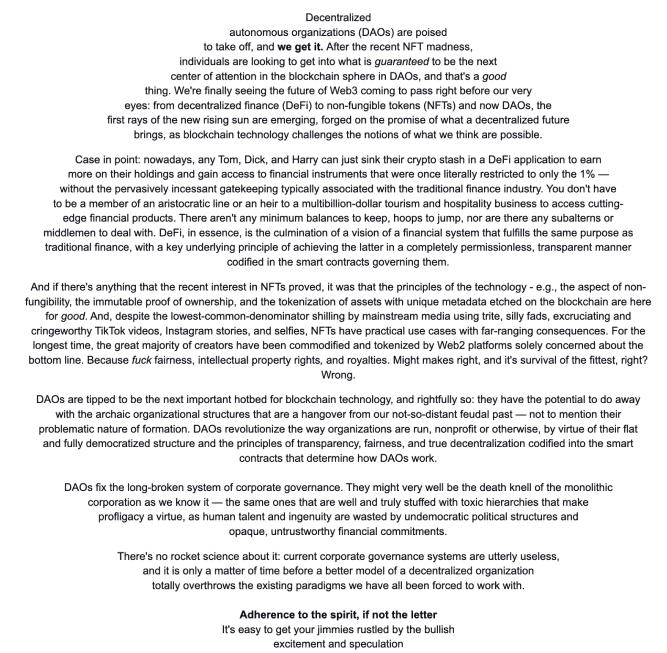 Decentralized
autonomous organizations (DAOs) are poised
to take off, and we get it. After the recent NFT madness,
individuals are looking to get into what is guaranteed to be the next
center of attention in the blockchain sphere in DAOs, and that's a good
thing. We're finally seeing the future of Web3 coming to pass right before our very
eyes: from decentralized finance (DeFi) to non-fungible tokens (NFTs) and now DAOs, the
first rays of the new rising sun are emerging, forged on the promise of what a decentralized future
brings, as blockchain technology challenges the notions of what we think are possible.
Case in point: nowadays, any Tom, Dick, and Harry can just sink their crypto stash in a DeFi application to earn
more on their holdings and gain access to financial instruments that were once literally restricted to only the 1% —
without the pervasively incessant gatekeeping typically associated with the traditional finance industry. You don't have
to be a member of an aristocratic line or an heir to a multibillion-dollar tourism and hospitality business to access cutting-
edge financial products. There aren't any minimum balances to keep, hoops to jump, nor are there any subalterns or
middlemen to deal with. DeFi, in essence, is the culmination of a vision of a financial system that fulfills the same purpose as
traditional finance, with a key underlying principle of achieving the latter in a completely permissionless, transparent manner
codified in the smart contracts governing them.
And if there's anything that the recent interest in NFTs proved, it was that the principles of the technology - e.g., the aspect of non-
fungibility, the immutable proof of ownership, and the tokenization of assets with unique metadata etched on the blockchain are here
for good. And, despite the lowest-common-denominator shilling by mainstream media using trite, silly fads, excruciating and
cringeworthy TikTok videos, Instagram stories, and selfies, NFTs have practical use cases with far-ranging consequences. For the
longest time, the great majority of creators have been commodified and tokenized by Web2 platforms solely concerned about the
bottom line. Because fuck fairness, intellectual property rights, and royalties. Might makes right, and it's survival of the fittest, right?
Wrong.
DAOs are tipped to be the next important hotbed for blockchain technology, and rightfully so: they have the potential to do away
with the archaic organizational structures that are a hangover from our not-so-distant feudal past — not to mention their
problematic nature of formation. DAOs revolutionize the way organizations are run, nonprofit or otherwise, by virtue of their flat
and fully democratized structure and the principles of transparency, fairness, and true decentralization codified into the smart
contracts that determine how DAOs work.
DAOs fix the long-broken system of corporate governance. They might very well be the death knell of the monolithic
corporation as we know it — the same ones that are well and truly stuffed with toxic hierarchies that make
profligacy a virtue, as human talent and ingenuity are wasted by undemocratic political structures and
opaque, untrustworthy financial commitments.
There's no rocket science about it: current corporate governance systems are utterly useless,
and it is only a matter of time before a better model of a decentralized organization
totally overthrows the existing paradigms we have all been forced to work with.
Adherence to the spirit, if not the letter
It's easy to get your jimmies rustled by the bullish
excitement and speculation